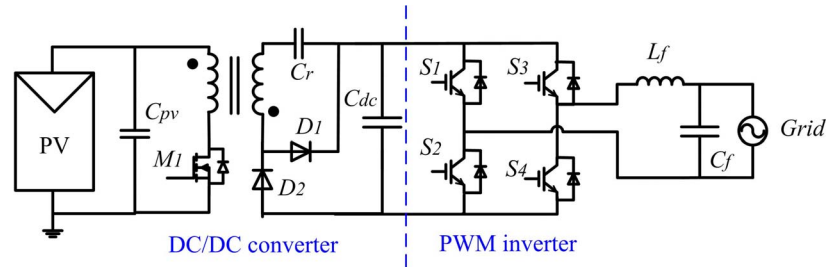 S1
S3
Lf
Cr
Cpv
Cdc
D1
PV
Grid
M1
S2
S4
Cf
D2
DC/DC converter
PWM inverter